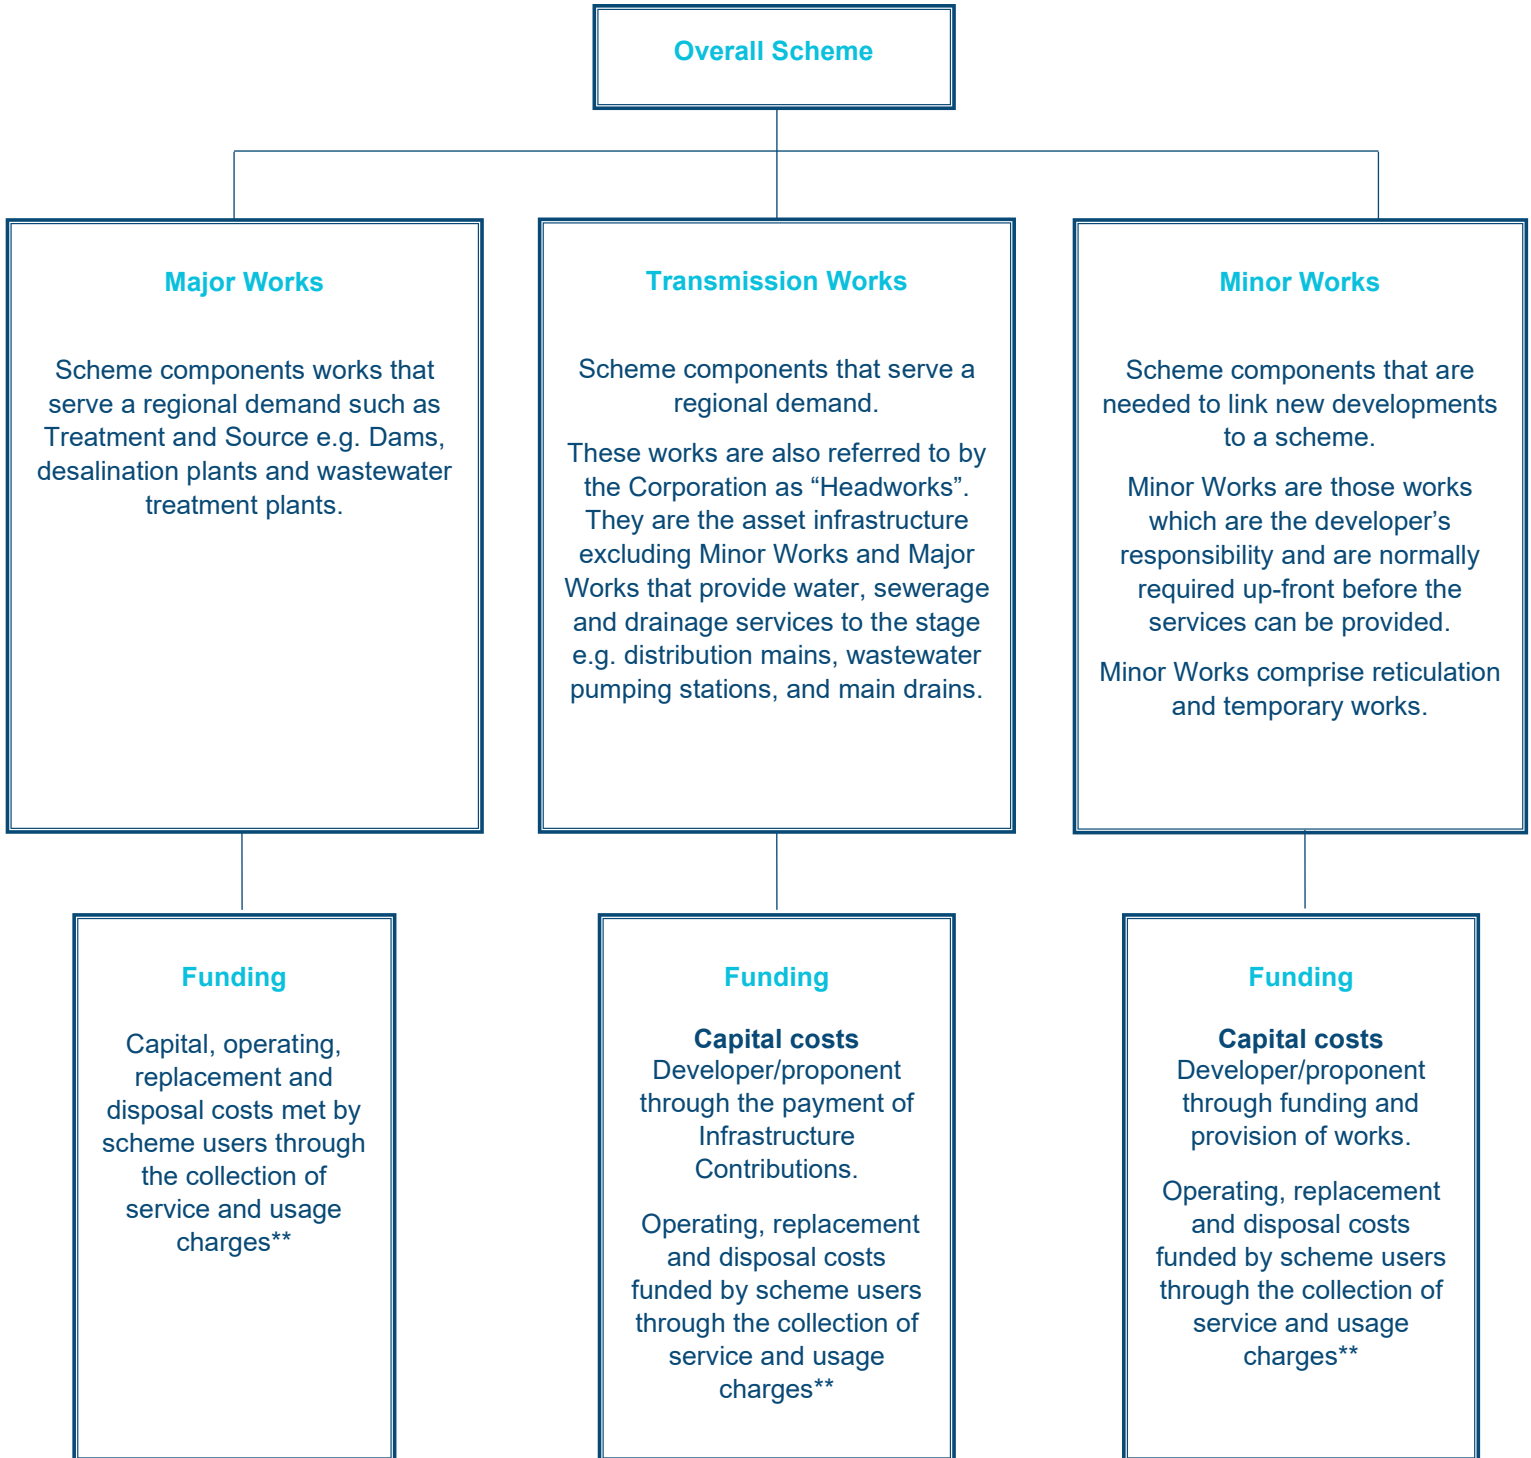 Overall Scheme
Major Works
Scheme components works that
serve a regional demand such as
Treatment and Source e.g. Dams,
desalination plants and wastewater
treatment plants.
Transmission Works
Scheme components that serve a
regional demand.
These works are also referred to by
the Corporation as “Headworks”.
They are the asset infrastructure
excluding Minor Works and Major
Works that provide water, sewerage
and drainage services to the stage
e.g. distribution mains, wastewater
pumping stations, and main drains.
Minor Works
Scheme components that are
needed to link new developments
to a scheme.
Minor Works are those works
which are the developer’s
responsibility and are normally
required up-front before the
services can be provided.
Minor Works comprise reticulation
and temporary works.
Funding
Capital, operating,
replacement and
disposal costs met by
scheme users through
the collection of
service and usage
charges**
Funding
Capital costs
Developer/proponent
through the payment of
Infrastructure
Contributions.
Operating, replacement
and disposal costs
funded by scheme users
through the collection of
service and usage
charges**
Funding
Capital costs
Developer/proponent
through funding and
provision of works.
Operating, replacement
and disposal costs
funded by scheme users
through the collection of
service and usage
charges**